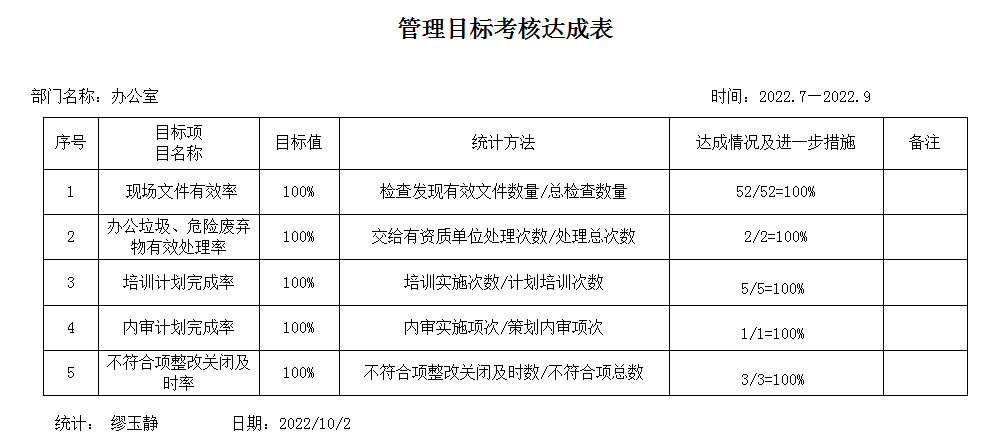 管理目标考核达成表
部门名称：办公室 时间：2022.7—2022.9
序号 目标项目名称 目标值 统计方法 达成情况及进一步措施 备注
1 现场文件有效率 100% 检查发现有效文件数量/总检查数量 52/52=100%
2 办公垃圾、危险废弃物有效处理率 100% 交给有资质单位处理次数/处理总次数 2/2=100%
3 培训计划完成率 100% 培训实施次数/计划培训次数 5/5=100%
4 内审计划完成率 100% 内审实施项次/策划内审项次 1/1=100%
5 不符合项整改关闭及时率 100% 不符合项整改关闭及时数/不符合项总数 3/3=100%
统计： 缪玉静 日期：2022/10/2